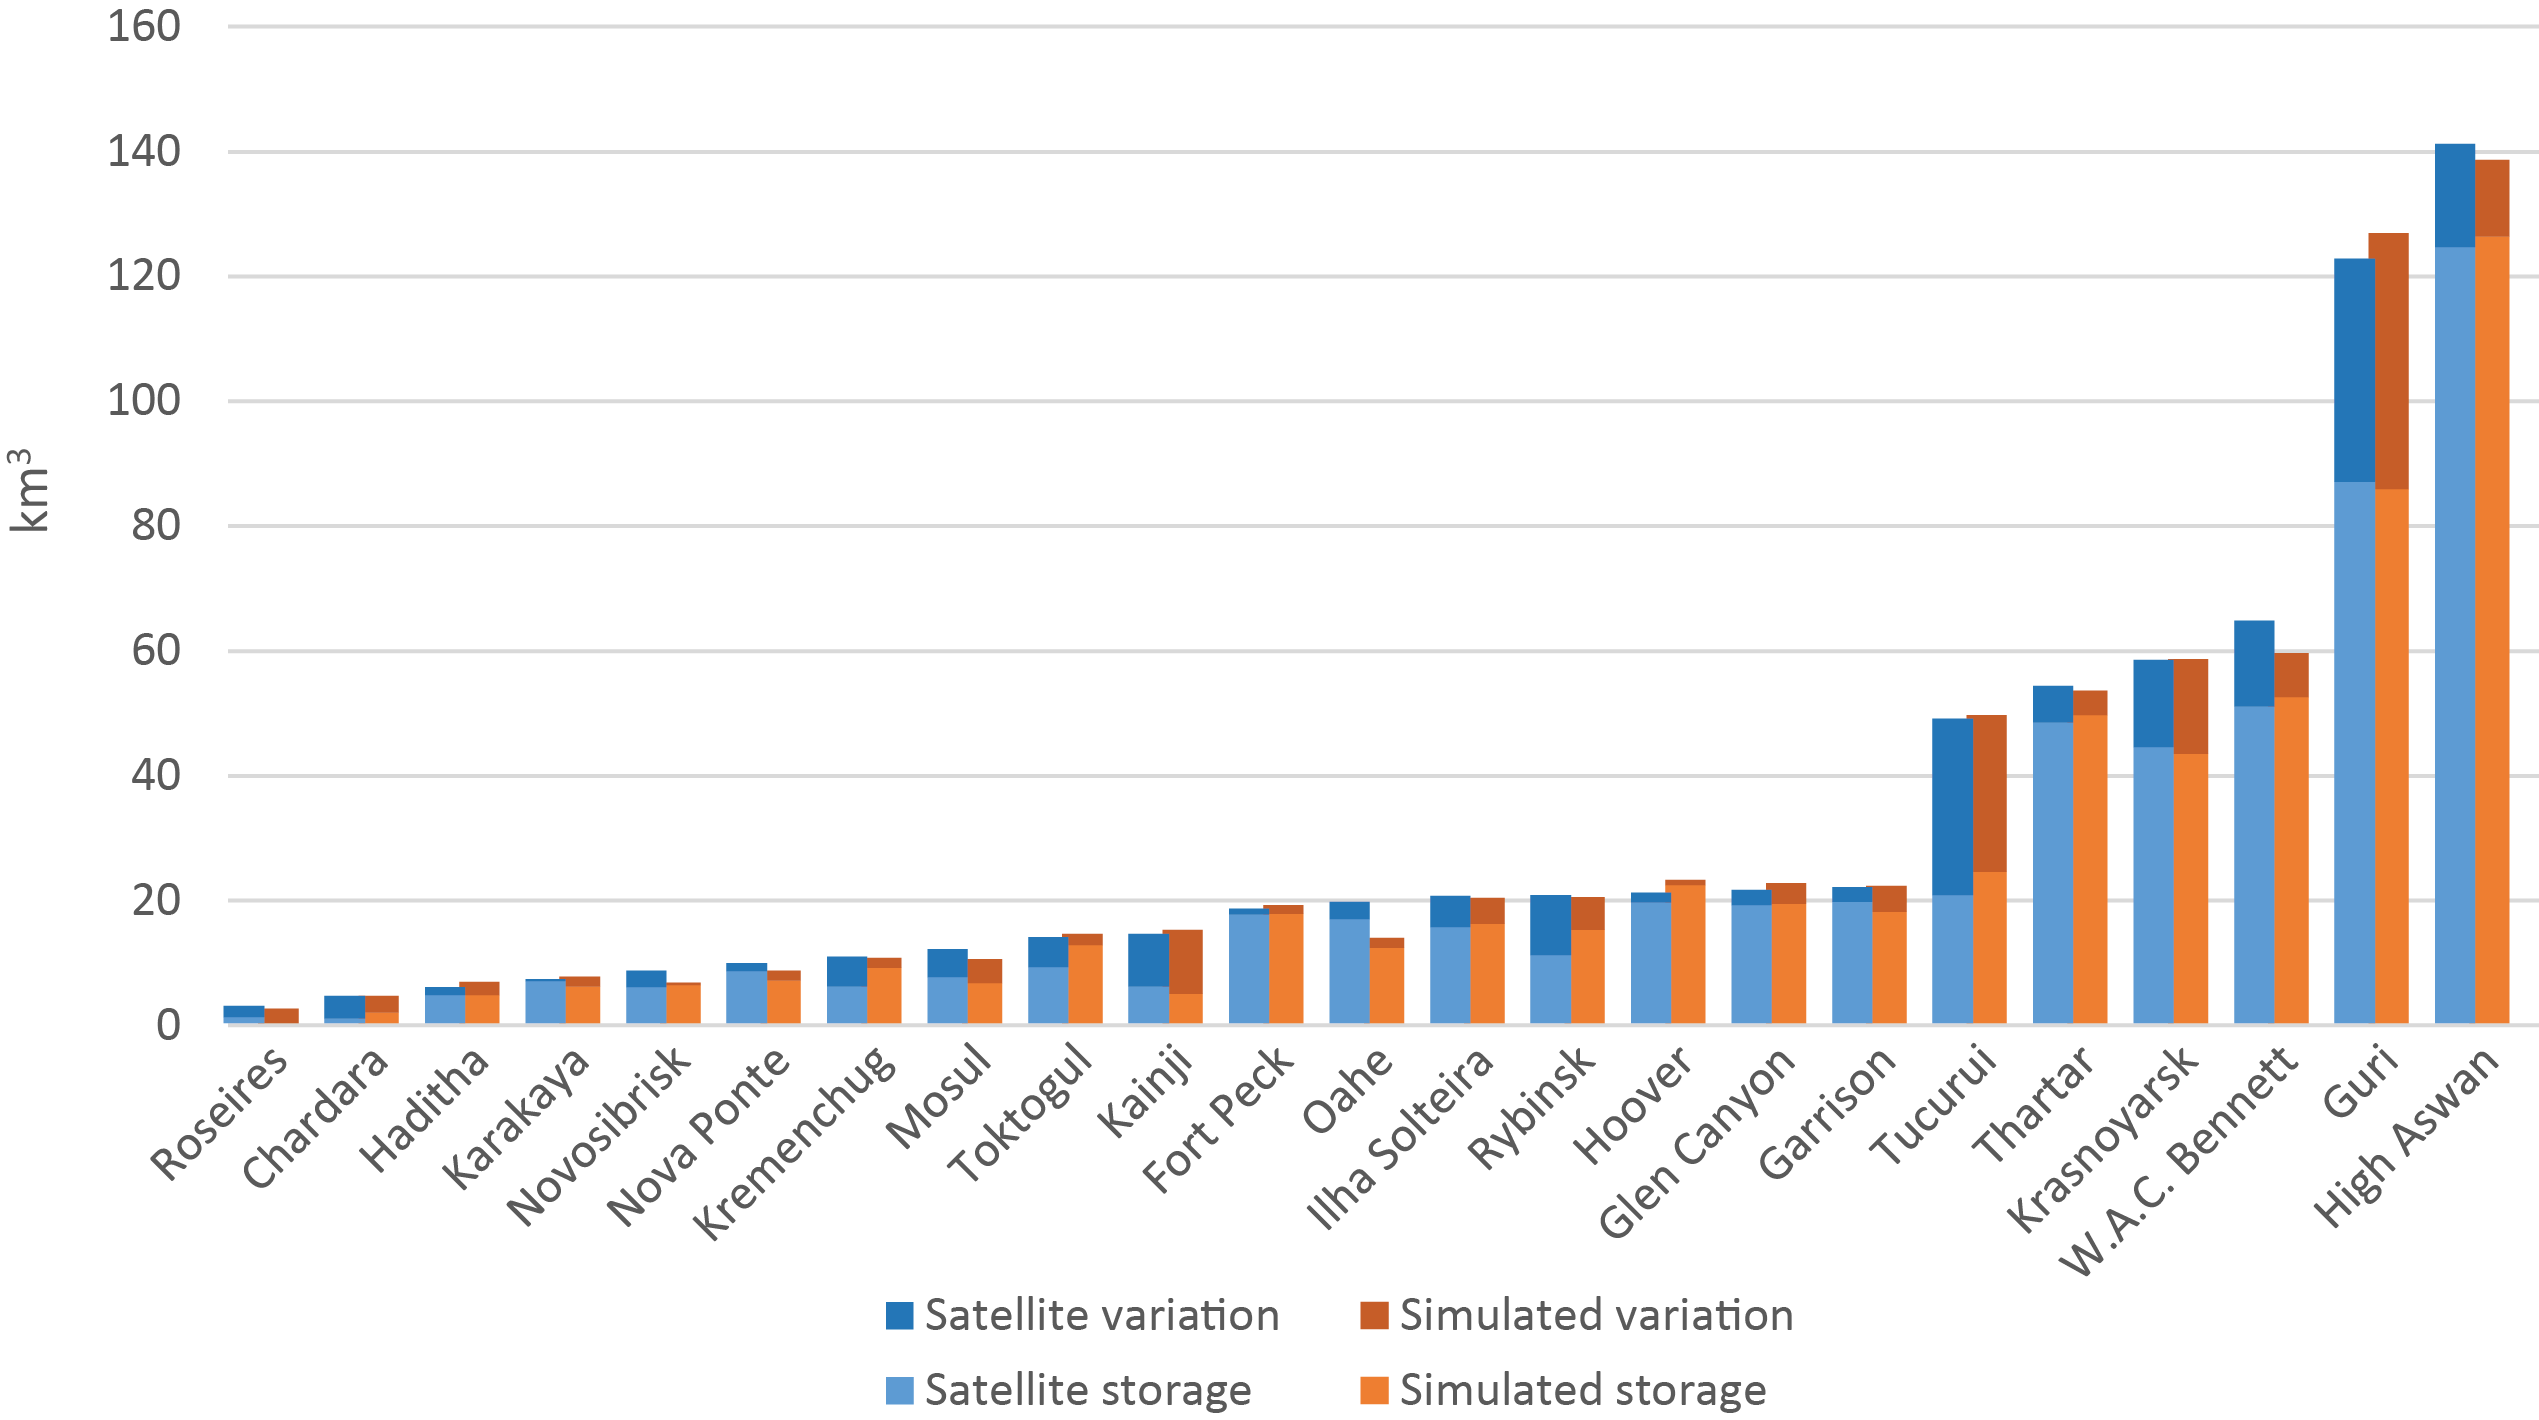 160
140
120
100
80
60
40
20
0
km³
Roseires
Chardara
Haditha
Karakaya
Novosibrisk
Nova Ponte
Kremenchug
Mosul
Toktogul
Kainji
Fort Peck
Oahe
Ilha Solteira
Rybinsk
Hoover
Glen Canyon
Garrison
Tucurui
Thartar
Krasnoyarsk
W.A.C. Bennett
Guri
High Aswan
Satellite variation
Simulated variation
Satellite storage
Simulated storage